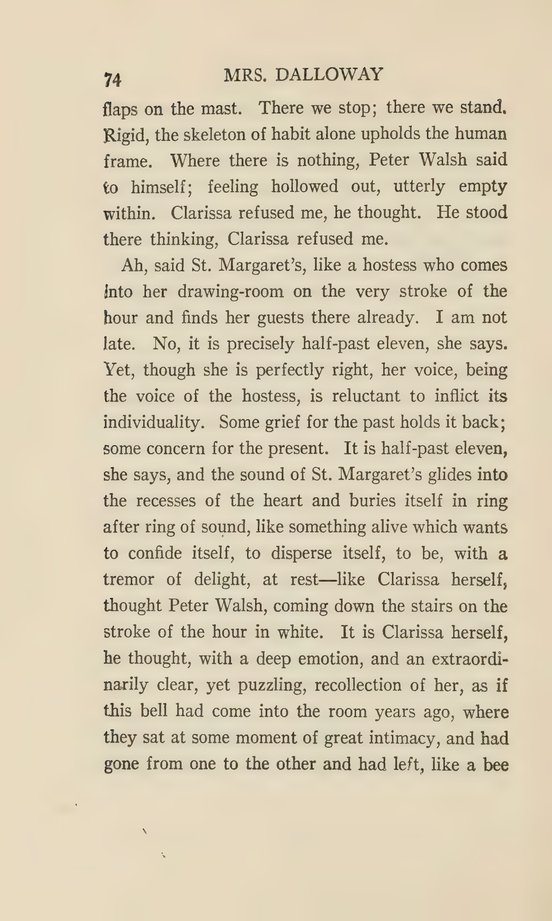 74
MRS. DALLOWAY
flaps on the mast. There we stop; there we stand.
Rigid, the skeleton of habit alone upholds the human
frame. Where there is nothing, Peter Walsh said
to himself; feeling hollowed out, utterly empty
within. Clarissa refused me, he thought. He stood
there thinking, Clarissa refused me.
Ah, said St. Margaret's, like a hostess who comes
into her drawing-room on the very stroke of the
hour and finds her guests there already. I am not
late. No, it is precisely half-past eleven, she says.
Yet, though she is perfectly right, her voice, being
the voice of the hostess, is reluctant to inflict its
individuality. Some grief for the past holds it back;
some concern for the present. It is half-past eleven,
she says, and the sound of St. Margaret's glides into
the recesses of the heart and buries itself in ring
after ring of sound, like something alive which wants
to confide itself, to disperse itself, to be, with a
tremor of delight, at rest—like Clarissa herself,
thought Peter Walsh, coming down the stairs on the
stroke of the hour in white. It is Clarissa herself,
he thought, with a deep emotion, and an extraordi-
narily clear, yet puzzling, recollection of her, as if
this bell had come into the room years ago, where
they sat at some moment of great intimacy, and had
gone from one to the other and had left, like a bee